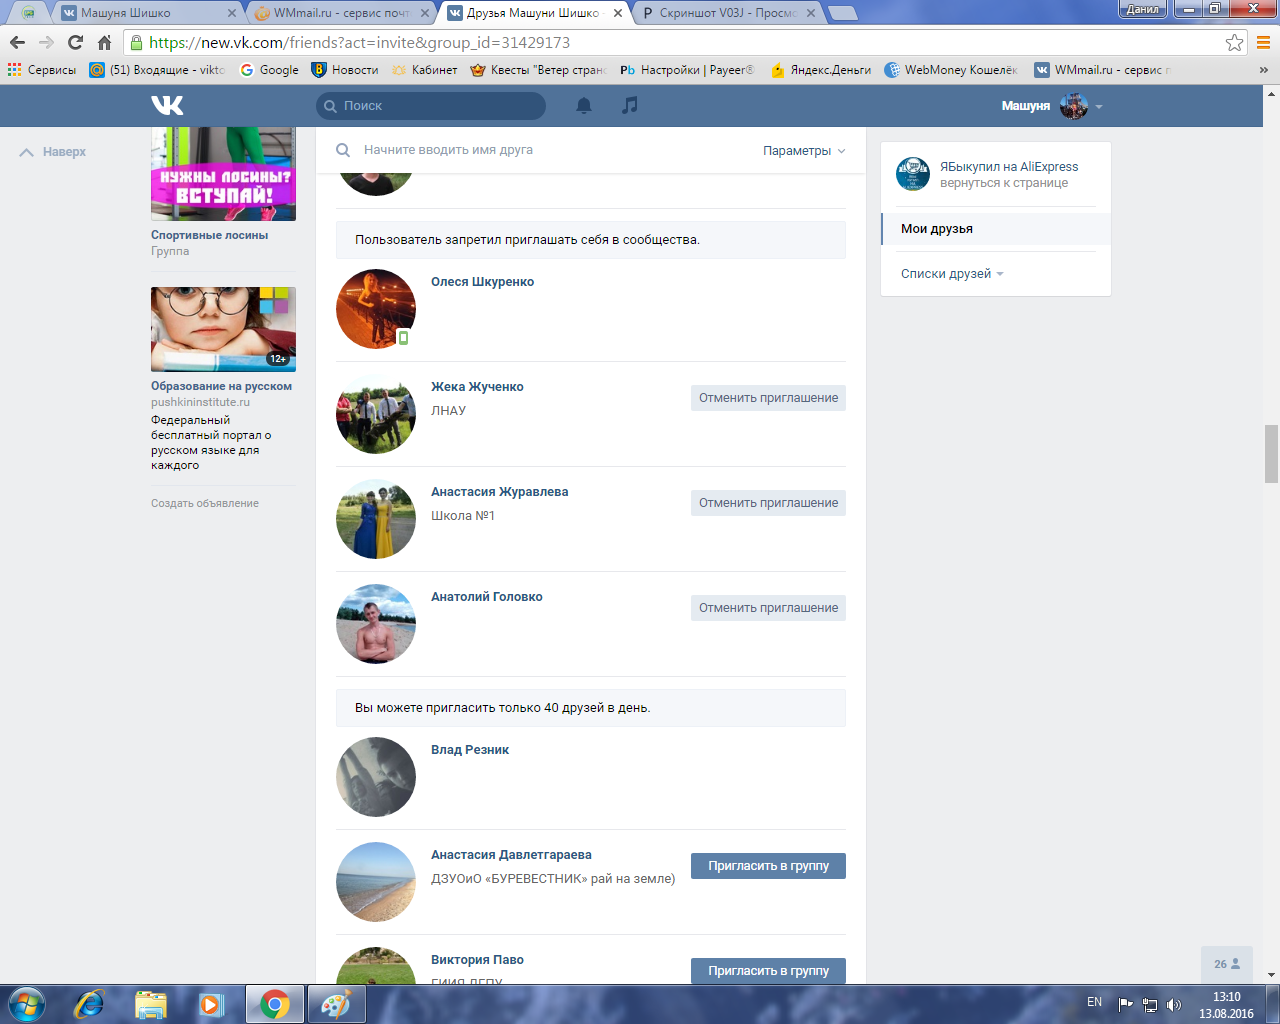 Машуня Шишко
WMmail.ru - сервис почт
Друзья Машуни Шишко
Скриншот V03J - Просмо
Данил
https://new.vk.com/friends?act=invite&group_id=31429173
Сервисы
(51) Входящие - vikto
Google
Новости
Кабинет
Квесты "Ветер стран
Pb Настройки | Payeer®
Яндекс.Деньги
WebMoney Кошелёк
WMmail.ru - сервис п
»
Поиск
Машуня
Наверх
Начните вводить имя друга
Параметры
НУЖНЫ ЛОСИНЫ?
ВСТУПАЙ!
Спортивные лосины
Группа
12+
Образование на русском
pushkininstitute.ru
Федеральный
бесплатный портал о
русском языке для
каждого
Создать объявление
Пользователь запретил приглашать себя в сообщества.
Олеся Шкуренко
Жека Жученко
ЛНАУ
Отменить приглашение
Анастасия Журавлева
Школа №1
Отменить приглашение
Анатолий Головко
Отменить приглашение
Вы можете пригласить только 40 друзей в день.
Влад Резник
Анастасия Давлетгараева
ДЗУОиО «БУРЕВЕСТНИК» рай на земле)
Пригласить в группу
Виктория Паво
Пригласить в группу
ЯБыкупил на AliExpress
вернуться к странице
Мои друзья
Списки друзей
26
EN
13:10
13.08.2016